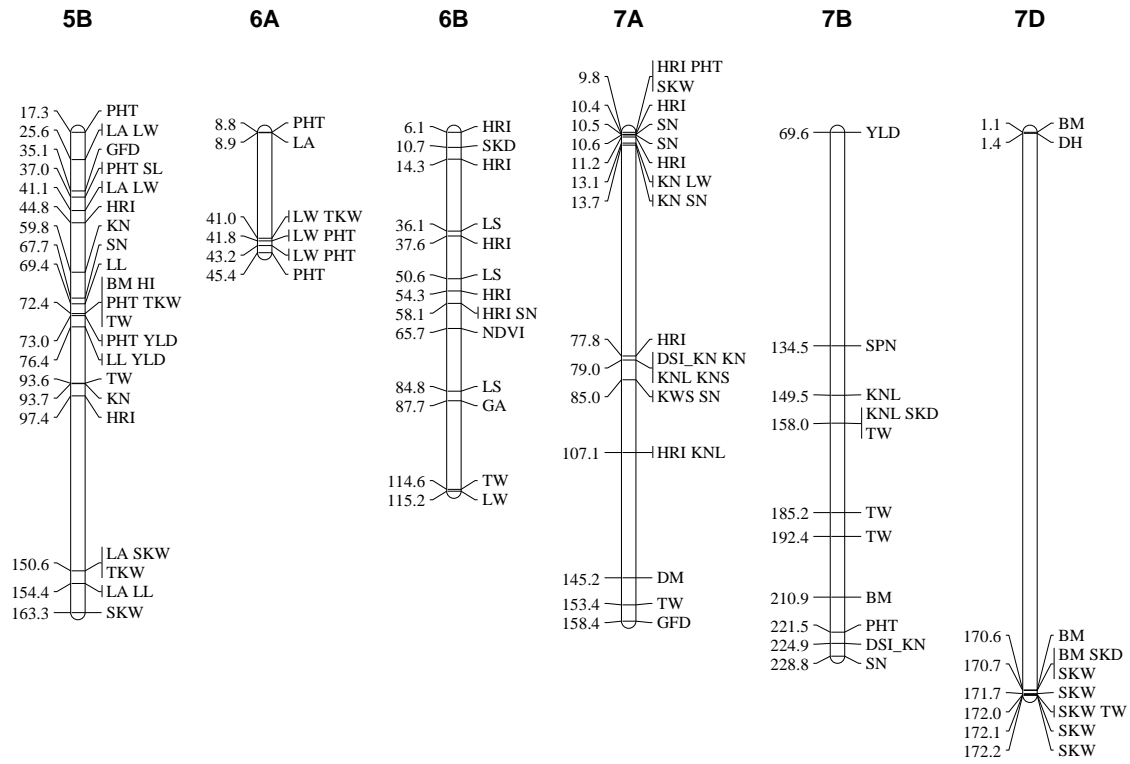 5B
17.3 PHT
25.6 LA LW
35.1 GFD
37.0 PHT SL
41.1 LA LW
44.8 HRI
59.8 KN
67.7 SN
69.4 LL
BM HI
72.4 PHT TKW
TW
73.0 PHT YLD
76.4 LL YLD
93.6 TW
93.7 KN
97.4 HRI
LA SKW
150.6
TKW
154.4 LA LL
163.3 SKW
6A
8.8 PHT
8.9 LA
41.0 LW TKW
41.8 LW PHT
43.2 LW PHT
45.4 PHT
6B
6.1 HRI
10.7 SKD
14.3 HRI
36.1 LS
37.6 HRI
50.6 LS
54.3 HRI
58.1 HRI SN
65.7 NDVI
84.8 LS
87.7 GA
114.6 TW
115.2 LW
7A
HRI PHT
9.8
SKW
10.4 HRI
10.5 SN
10.6 SN
11.2 HRI
13.1 KN LW
13.7 KN SN
77.8 HRI
DSI_KN KN
79.0
KNL KNS
85.0 KWS SN
107.1 HRI KNL
145.2 DM
153.4 TW
158.4 GFD
7B
69.6 YLD
134.5 SPN
149.5 KNL
KNL SKD
158.0
TW
185.2 TW
192.4 TW
210.9 BM
221.5 PHT
224.9 DSI_KN
228.8 SN
7D
1.1 BM
1.4 DH
170.6 BM
BM SKD
170.7
SKW
171.7 SKW
172.0 SKW TW
172.1 SKW
172.2 SKW